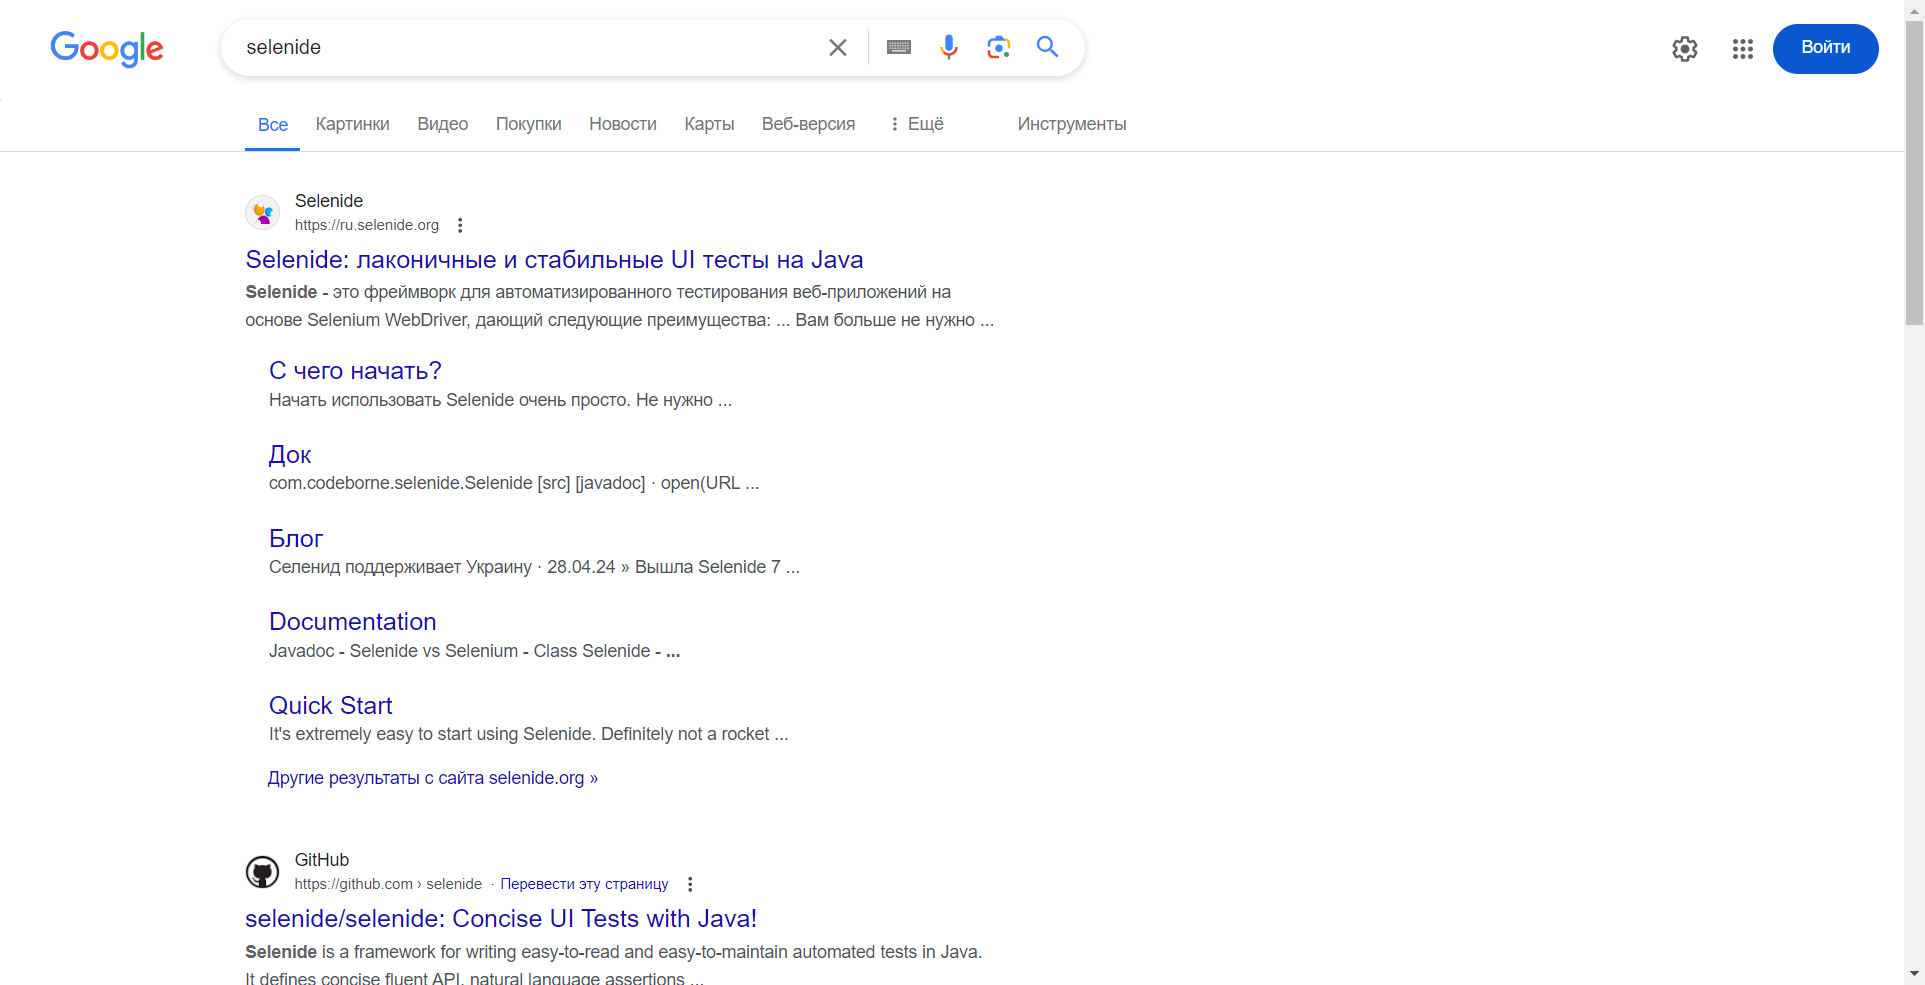 Google
selenide
Войти
Все Картинки Видео Покупки Новости Карты Веб-версия Ещё Инструменты
Selenide
https://ru.selenide.org
Selenide: лаконичные и стабильные UI тесты на Java
Selenide - это фреймворк для автоматизированного тестирования веб-приложений на
основе Selenium WebDriver, дающий следующие преимущества: ... Вам больше не нужно ...
С чего начать?
Начать использовать Selenide очень просто. Не нужно ...
Док
com.codeborne.selenide.Selenide [src] [javadoc] · open(URL ...
Блог
Селенид поддерживает Украину · 28.04.24 » Вышла Selenide 7 ...
Documentation
Javadoc - Selenide vs Selenium - Class Selenide - ...
Quick Start
It's extremely easy to start using Selenide. Definitely not a rocket ...
Другие результаты с сайта selenide.org »
GitHub
https://github.com › selenide · Перевести эту страницу
selenide/selenide: Concise UI Tests with Java!
Selenide is a framework for writing easy-to-read and easy-to-maintain automated tests in Java.
It defines concise fluent API, natural language assertions ...